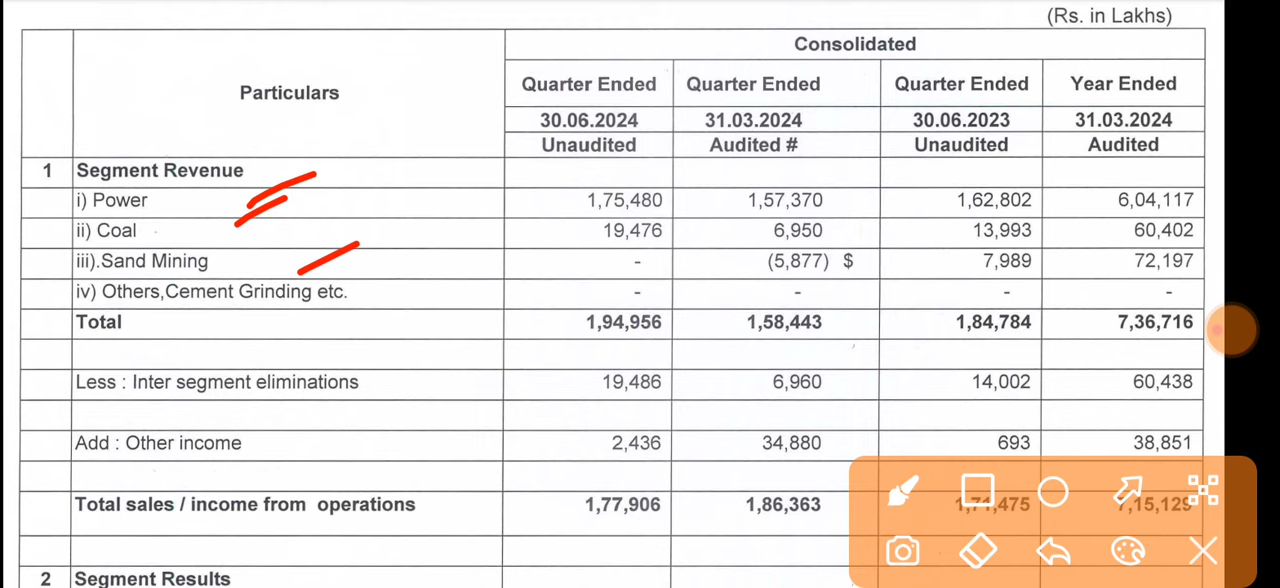 (Rs. in Lakhs)
Particulars
Consolidated
Quarter Ended Quarter Ended Quarter Ended Year Ended
30.06.2024 31.03.2024 30.06.2023 31.03.2024
Unaudited Audited # Unaudited Audited
1 Segment Revenue
i) Power 1,75,480 1,57,370 1,62,802 6,04,117
ii) Coal 19,476 6,950 13,993 60,402
iii).Sand Mining - (5,877) $ 7,989 72,197
iv) Others,Cement Grinding etc. - - - -
Total 1,94,956 1,58,443 1,84,784 7,36,716
Less : Inter segment eliminations 19,486 6,960 14,002 60,438
Add : Other income 2,436 34,880 693 38,851
Total sales / income from operations 1,77,906 1,86,363 1,71,475 7,15,129
2 Segment Results